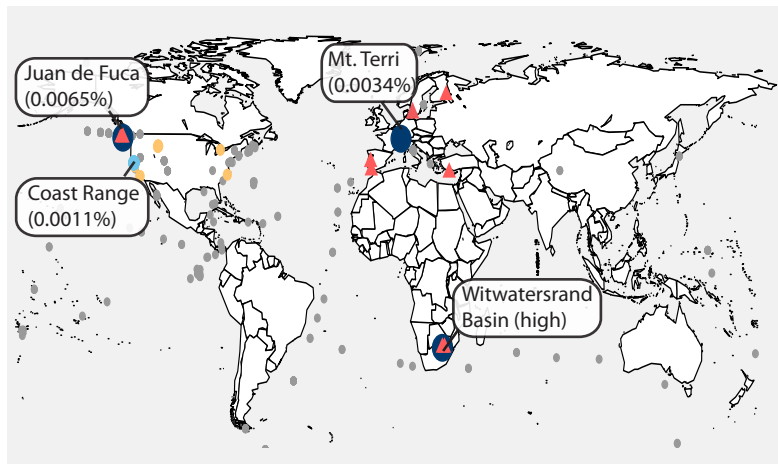 Juan de Fuca
(0.0065%)
Mt. Terri
(0.0034%)
Coast Range
(0.0011%)
Witwatersrand
Basin (high)